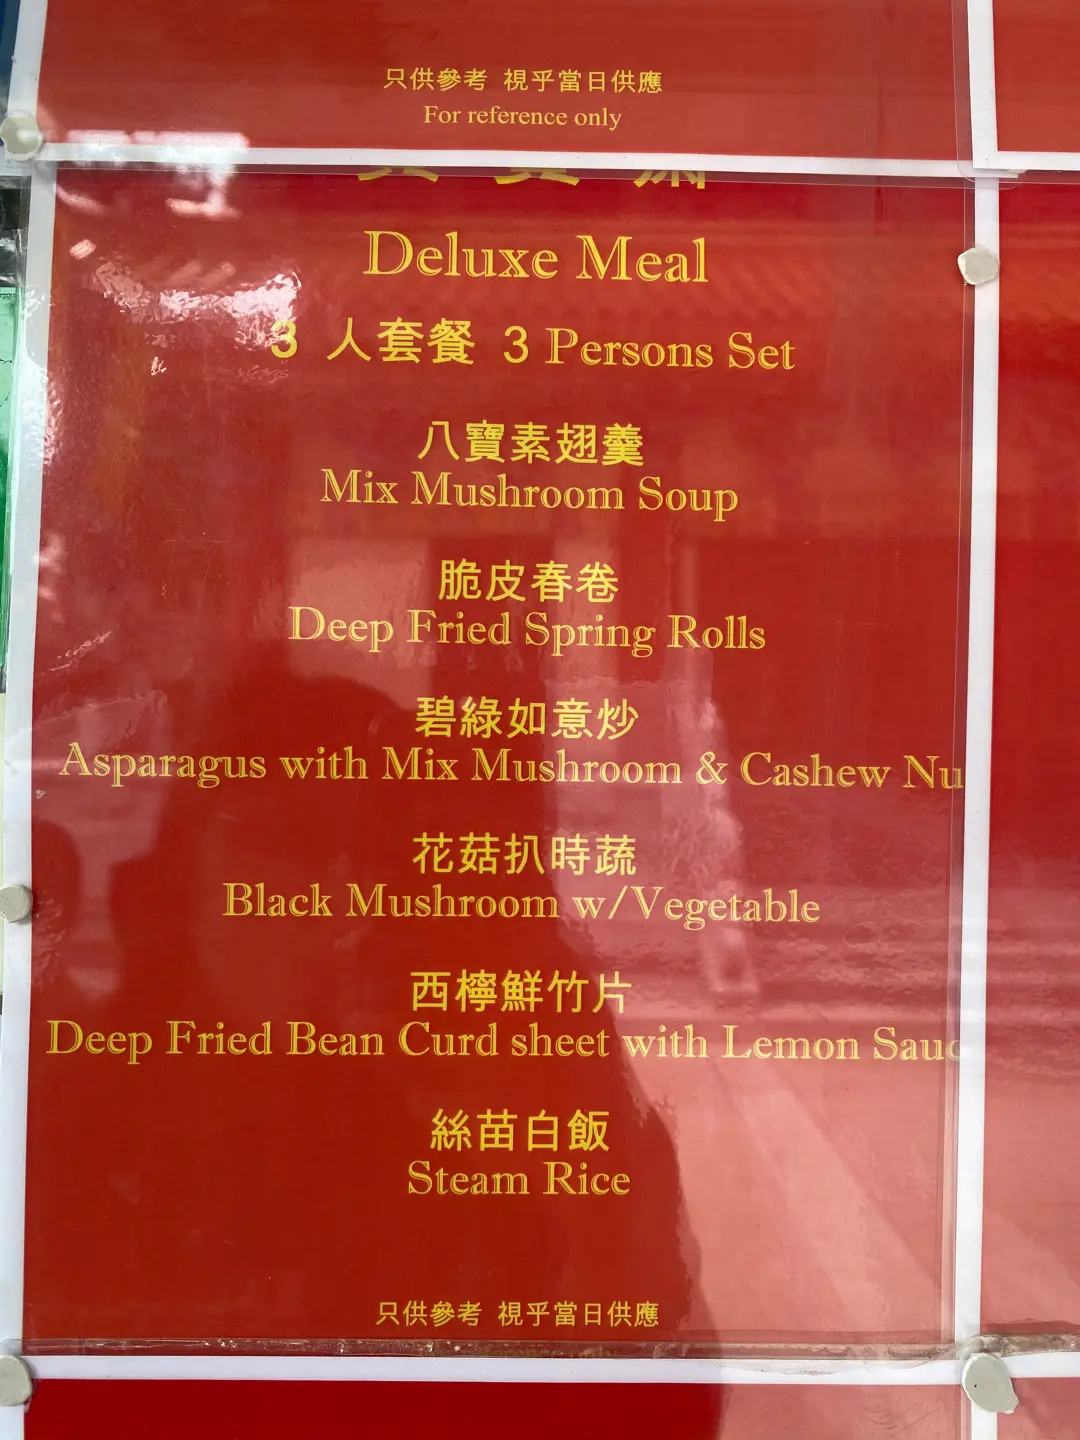 只供參考 視乎當日供應
For reference only
Deluxe Meal
3 人套餐 3 Persons Set
八寶素翅羹
Mix Mushroom Soup
脆皮春卷
Deep Fried Spring Rolls
碧綠如意炒
Asparagus with Mix Mushroom & Cashew Nu
花菇扒時蔬
Black Mushroom w/Vegetable
西檸鮮竹片
Deep Fried Bean Curd sheet with Lemon Sauc
絲苗白飯
Steam Rice
只供參考 視乎當日供應